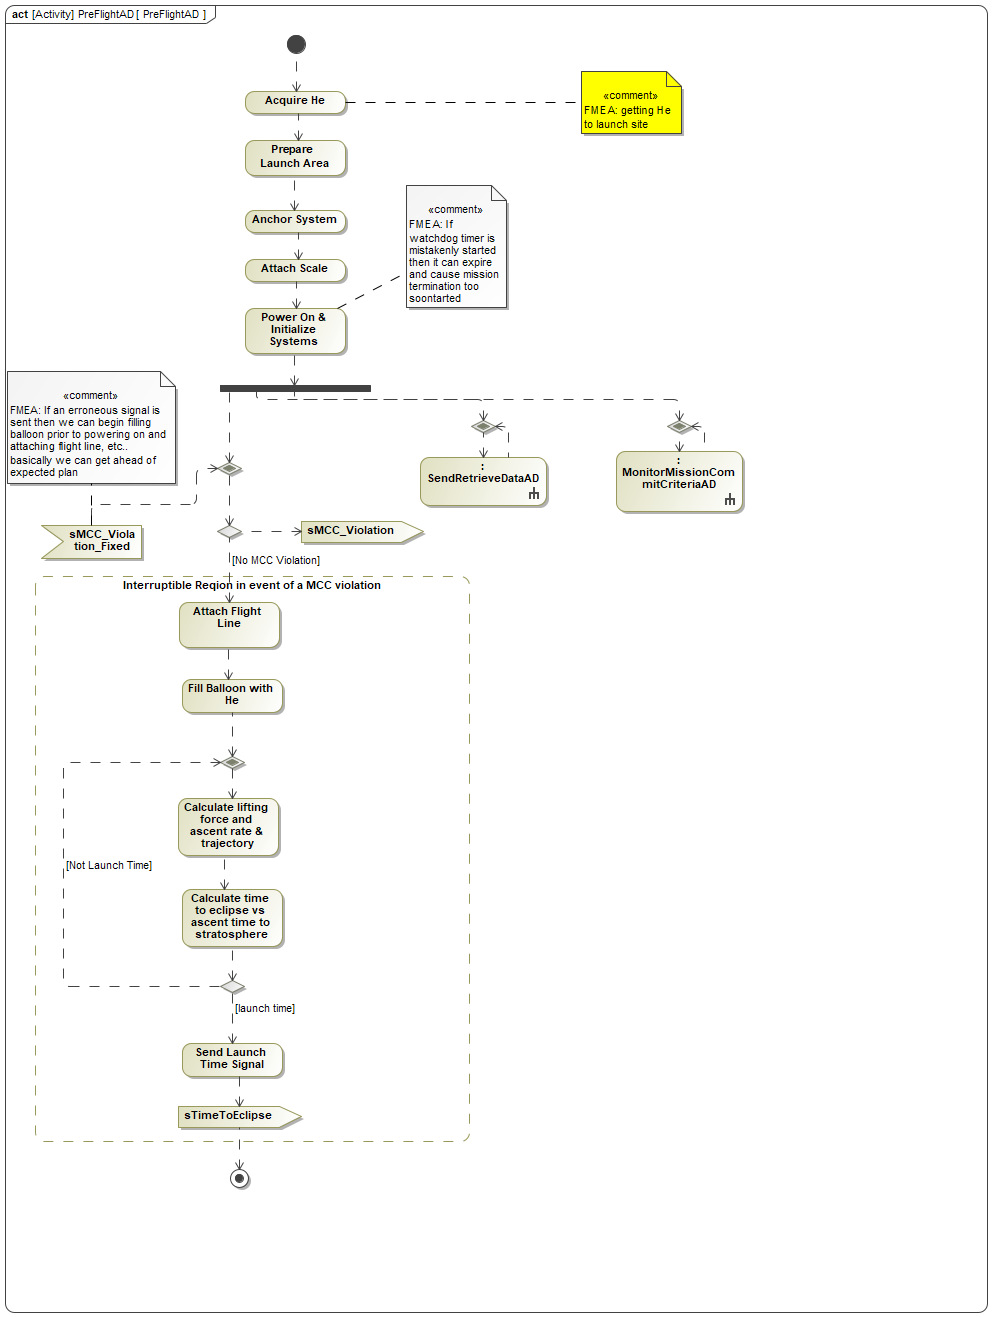 act [Activity] PreFlightAD[ PreFlightAD ]
Acquire He
«comment»
FMEA: getting He
to launch site
Prepare
Launch Area
Anchor System
«comment»
FMEA: If
watchdog timer is
mistakenly started
then it can expire
and cause mission
termination too
soontarted
Attach Scale
Power On &
Initialize
Systems
«comment»
FMEA: If an erroneous signal is
sent then we can begin filling
balloon prior to powering on and
attaching flight line, etc..
basically we can get ahead of
expected plan
:
SendRetrieveDataAD
:
MonitorMissionCom
mitCriteriaAD
sMCC_Viola
tion_Fixed
sMCC_Violation
[No MCC Violation]
Interruptible Region in event of a MCC violation
Attach Flight
Line
Fill Balloon with
He
Calculate lifting
force and
ascent rate &
trajectory
[Not Launch Time]
Calculate time
to eclipse vs
ascent time to
stratosphere
[launch time]
Send Launch
Time Signal
sTimeToEclipse